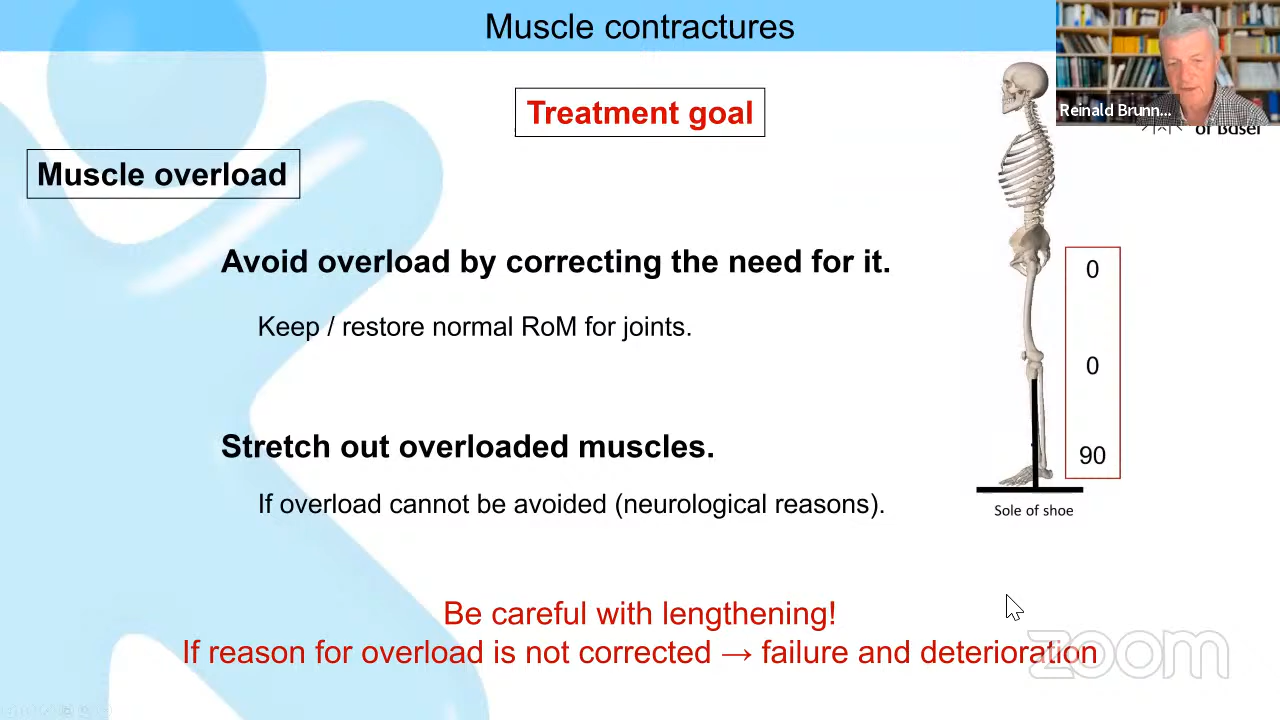 Muscle contractures
Treatment goal
Reinald Brunn...
of Basel
Muscle overload
Avoid overload by correcting the need for it.
0
Keep / restore normal RoM for joints.
0
Stretch out overloaded muscles.
90
If overload cannot be avoided (neurological reasons).
Sole of shoe
Be careful with lengthening!
If reason for overload is not corrected → failure and deterioration
zoom